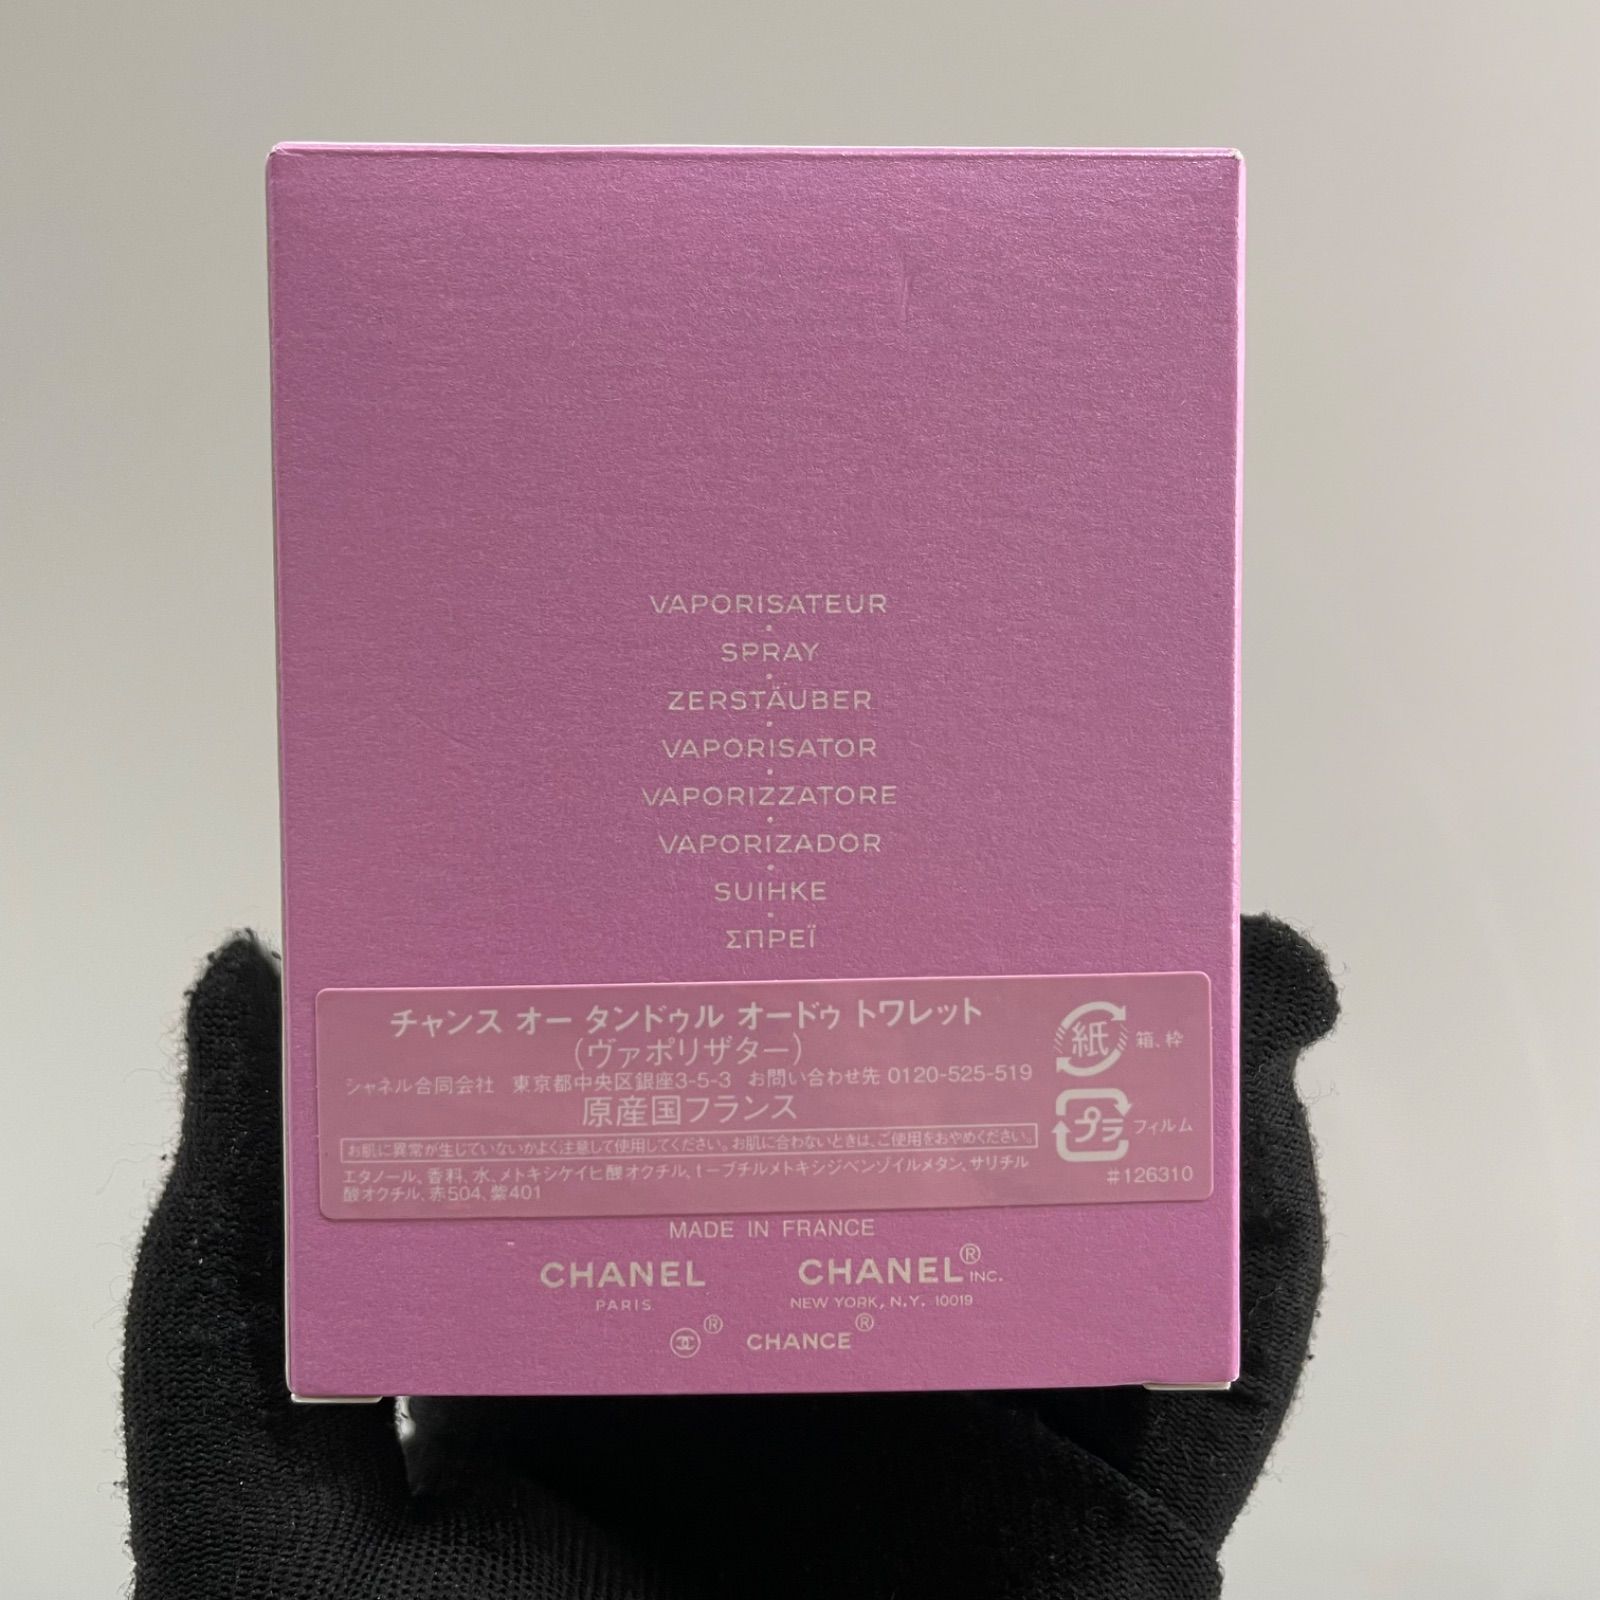 VAPORISATEUR
SPRAY
ZERSTÄUBER
VAPORISATOR
VAPORIZZATORE
VAPORIZADOR
SUIHKE
ΣΠΡΕΪ
チャンス オー タンドゥル オードゥ トワレット
(ヴァポリザター)
シャネル合同会社 東京都中央区銀座3-5-3 お問い合わせ先 0120-525-519
原産国フランス
お肌に異常が生じていないかよく注意して使用してください。お肌に合わないときは、ご使用をおやめください。
エタノール、香料、水、メトキシケイヒ酸オクチル、t-ブチルメトキシジベンゾイルメタン、サリチル
酸オクチル、赤504、紫401
紙 箱、枠
プラ フィルム
#126310
MADE IN FRANCE
CHANEL CHANEL® INC.
PARIS NEW YORK, N.Y. 10019
® CHANCE®